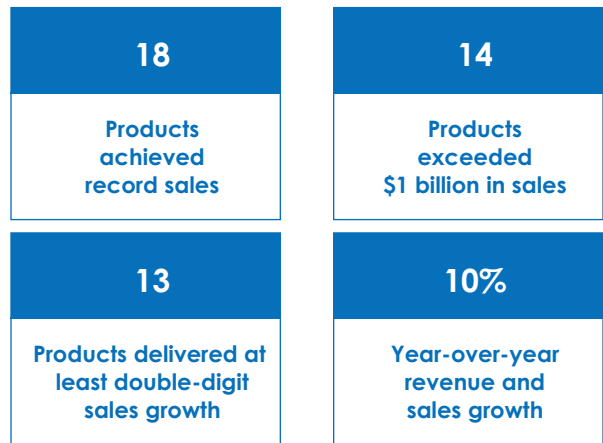 18
Products
achieved
record sales
14
Products
exceeded
$1 billion in sales
13
Products delivered at
least double-digit
sales growth
10%
Year-over-year
revenue and
sales growth